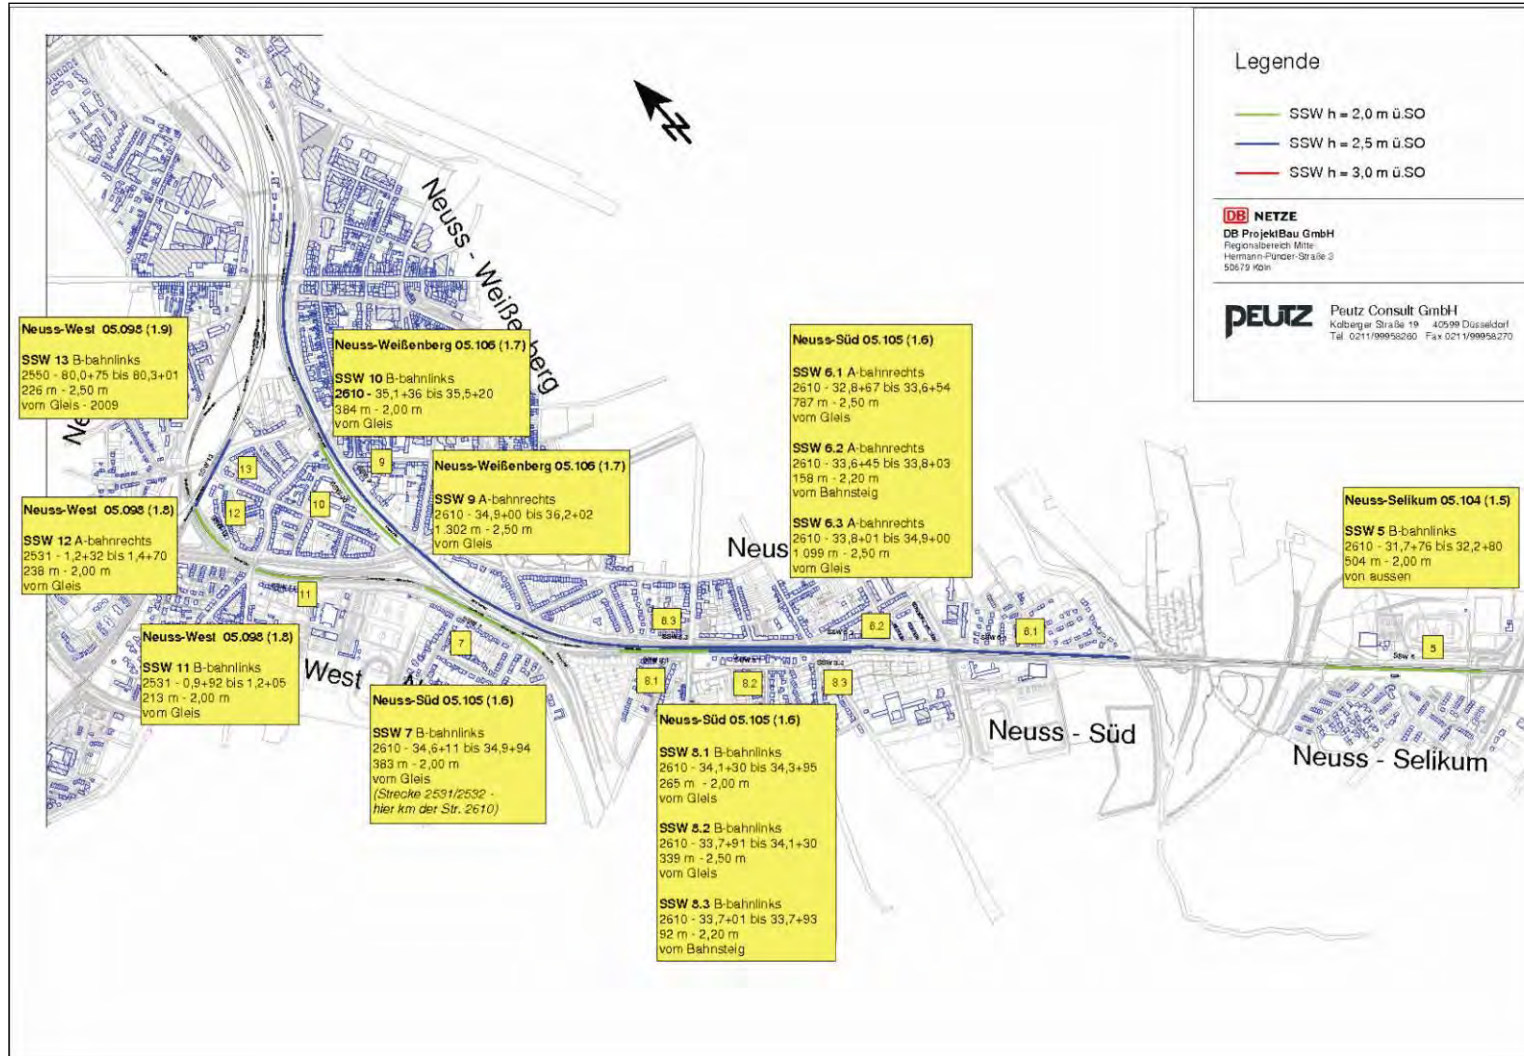 Legende
SSW h = 2,0 m ü.SO
SSW h = 2,5 m ü.SO
SSW h = 3,0 m ü.SO
DB NETZE
DB ProjektBau GmbH
Regionalbereich Mitte
Hermann-Pünder-Straße 3
50679 Köln
PEUTZ
Peutz Consult GmbH
Kolberger Straße 19 40599 Düsseldorf
Tel. 0211/99958260 Fax 0211/99958270
N
Neuss - Weißenberg
Neuss-West 05.098 (1.9)
SSW 13 B-bahnlinks
2550 - 80,0+75 bis 80,3+01
226 m - 2,50 m
vom Gleis - 2009
Neuss-Weißenberg 05.106 (1.7)
SSW 10 B-bahnlinks
2610 - 35,1+36 bis 35,5+20
384 m - 2,00 m
vom Gleis
Neuss-Weißenberg 05.106 (1.7)
SSW 9 A-bahnrechts
2610 - 34,9+00 bis 36,2+02
1.302 m - 2,50 m
vom Gleis
Neuss-Süd 05.105 (1.6)
SSW 6.1 A-bahnrechts
2610 - 32,8+67 bis 33,6+54
787 m - 2,50 m
vom Gleis
SSW 6.2 A-bahnrechts
2610 - 33,6+45 bis 33,8+03
158 m - 2,20 m
vom Bahnsteig
SSW 6.3 A-bahnrechts
2610 - 33,8+01 bis 34,9+00
1.099 m - 2,50 m
vom Gleis
Neuss-Selikum 05.104 (1.5)
SSW 5 B-bahnlinks
2610 - 31,7+76 bis 32,2+80
504 m - 2,00 m
von aussen
Neuss-West 05.098 (1.8)
SSW 12 A-bahnrechts
2531 - 1,2+32 bis 1,4+70
238 m - 2,00 m
vom Gleis
Neuss-West 05.098 (1.8)
SSW 11 B-bahnlinks
2531 - 0,9+92 bis 1,2+05
213 m - 2,00 m
vom Gleis
Neuss-Süd 05.105 (1.6)
SSW 7 B-bahnlinks
2610 - 34,6+11 bis 34,9+94
383 m - 2,00 m
vom Gleis
(Strecke 2531/2532 -
hier km der Str. 2610)
Neuss-Süd 05.105 (1.6)
SSW 8.1 B-bahnlinks
2610 - 34,1+30 bis 34,3+95
265 m - 2,00 m
vom Gleis
SSW 8.2 B-bahnlinks
2610 - 33,7+91 bis 34,1+30
339 m - 2,50 m
vom Gleis
SSW 8.3 B-bahnlinks
2610 - 33,7+01 bis 33,7+93
92 m - 2,20 m
vom Bahnsteig
13
12
10
9
11
7
6.3
6.2
6.1
5
8.1
8.2
8.3
Neus
West
Neuss - Süd
Neuss - Selikum